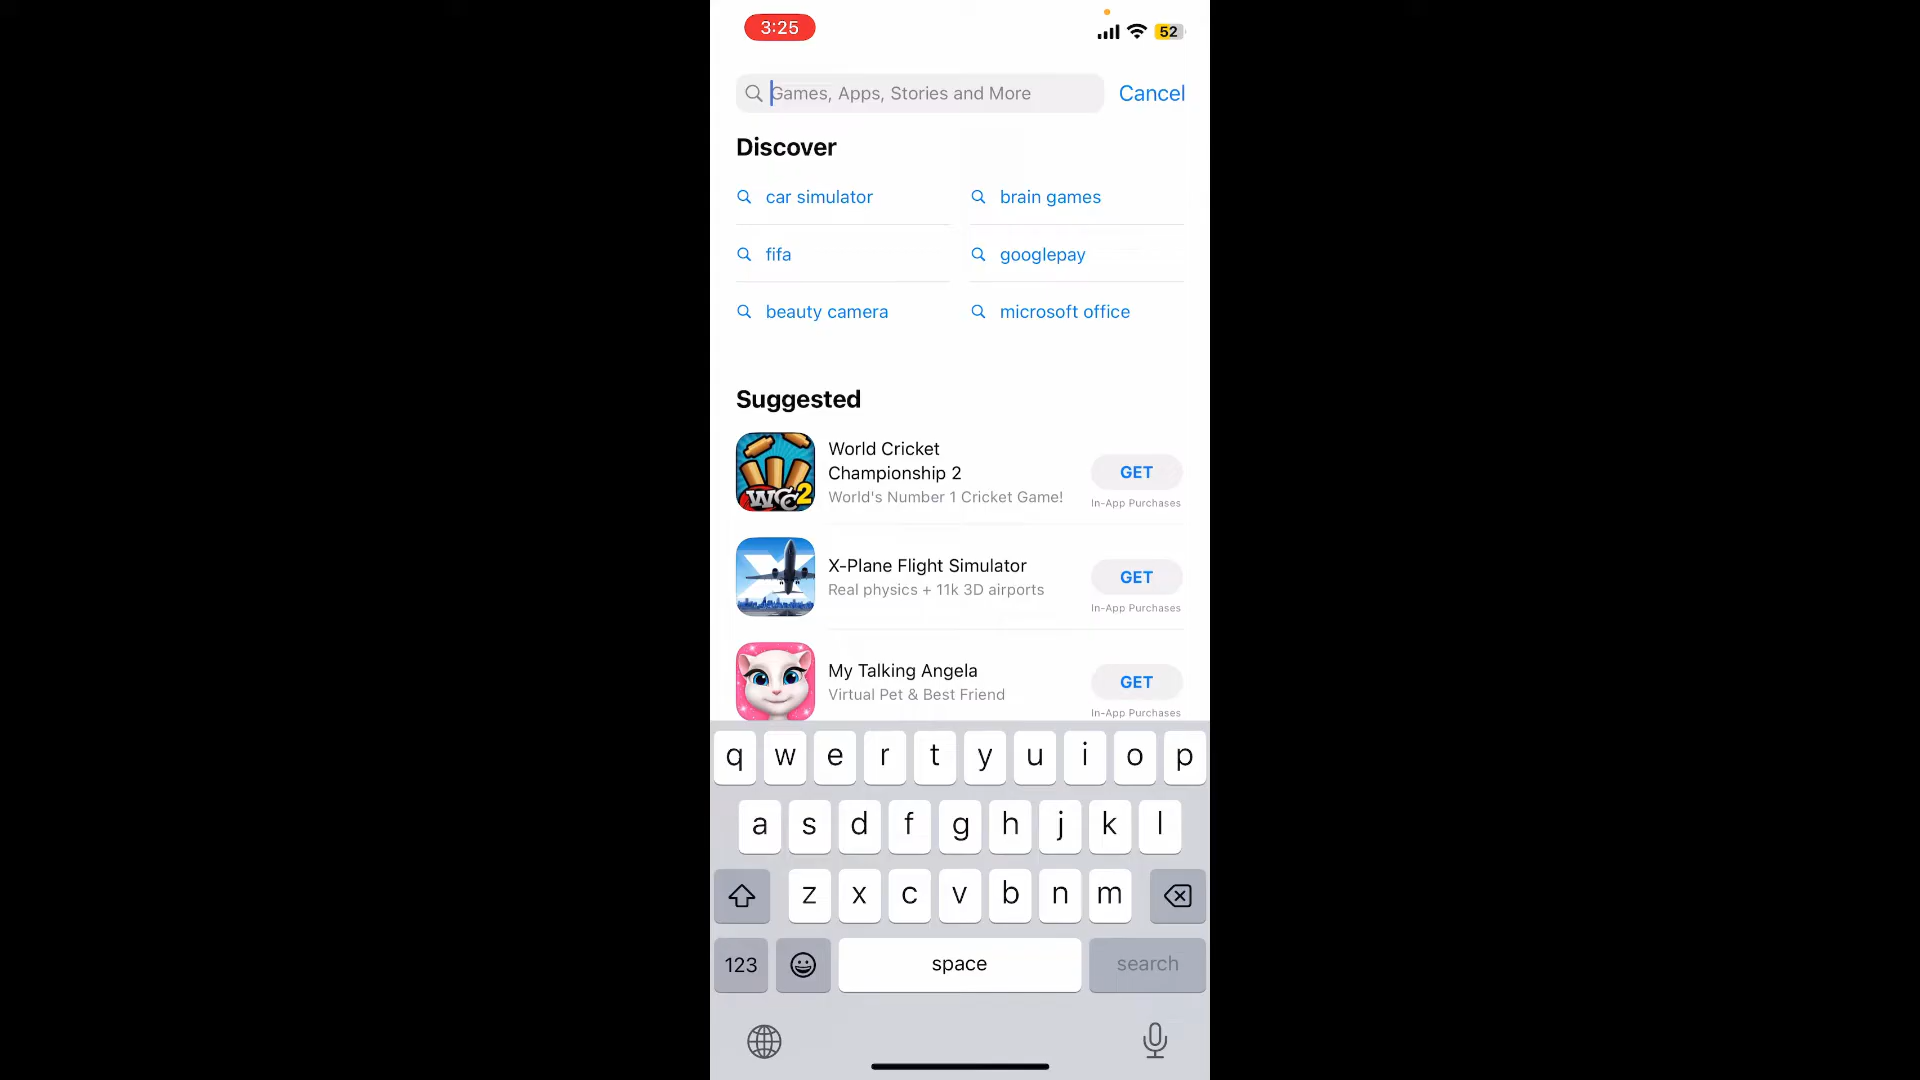 3:25
52
Games, Apps, Stories and More
Cancel
Discover
car simulator
brain games
fifa
googlepay
beauty camera
microsoft office
Suggested
World Cricket
Championship 2
World's Number 1 Cricket Game!
GET
In-App Purchases
WCC2
X-Plane Flight Simulator
Real physics + 11k 3D airports
GET
In-App Purchases
X
My Talking Angela
Virtual Pet & Best Friend
GET
In-App Purchases
q w e r t y u i o p
a s d f g h j k l
z x c v b n m
123 space search